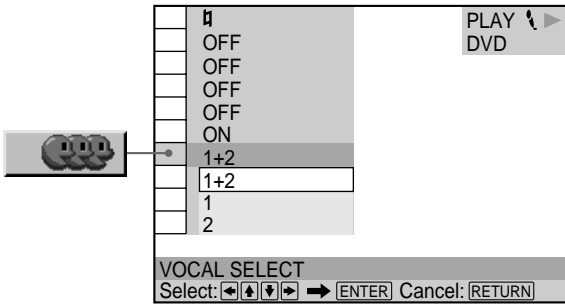 ♮
PLAY
DVD
OFF
OFF
OFF
OFF
ON
1+2
1+2
1
2
VOCAL SELECT
Select: ← ↑ ↓ → ➡ ENTER Cancel: RETURN